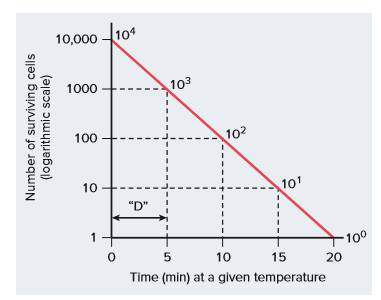 Number of surviving cells
(logarithmic scale)
10,000
1000
100
10
1
10⁴
10³
10²
10¹
10⁰
"D"
0 5 10 15 20
Time (min) at a given temperature